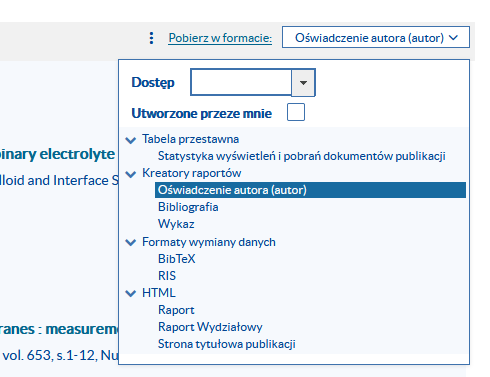 Pobierz w formacie: Oświadczenie autora (autor)
Dostęp
Utworzone przeze mnie
Tabela przestawna
Statystyka wyświetleń i pobrań dokumentów publikacji
Kreatory raportów
Oświadczenie autora (autor)
Bibliografia
Wykaz
Formaty wymiany danych
BibTeX
RIS
HTML
Raport
Raport Wydziałowy
Strona tytułowa publikacji
inary electrolyte
lloid and Interface S
ranes : measureme
vol. 653, s.1-12, Nu